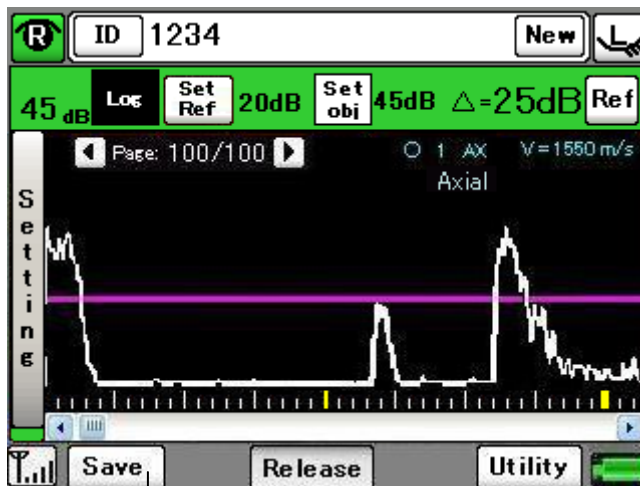 R ID 1234 New L
45 dB Log Set Ref 20dB Set obj 45dB △=25dB Ref
Page: 100/100 O 1 AX V=1550 m/s
Axial
Setting
Save Release Utility